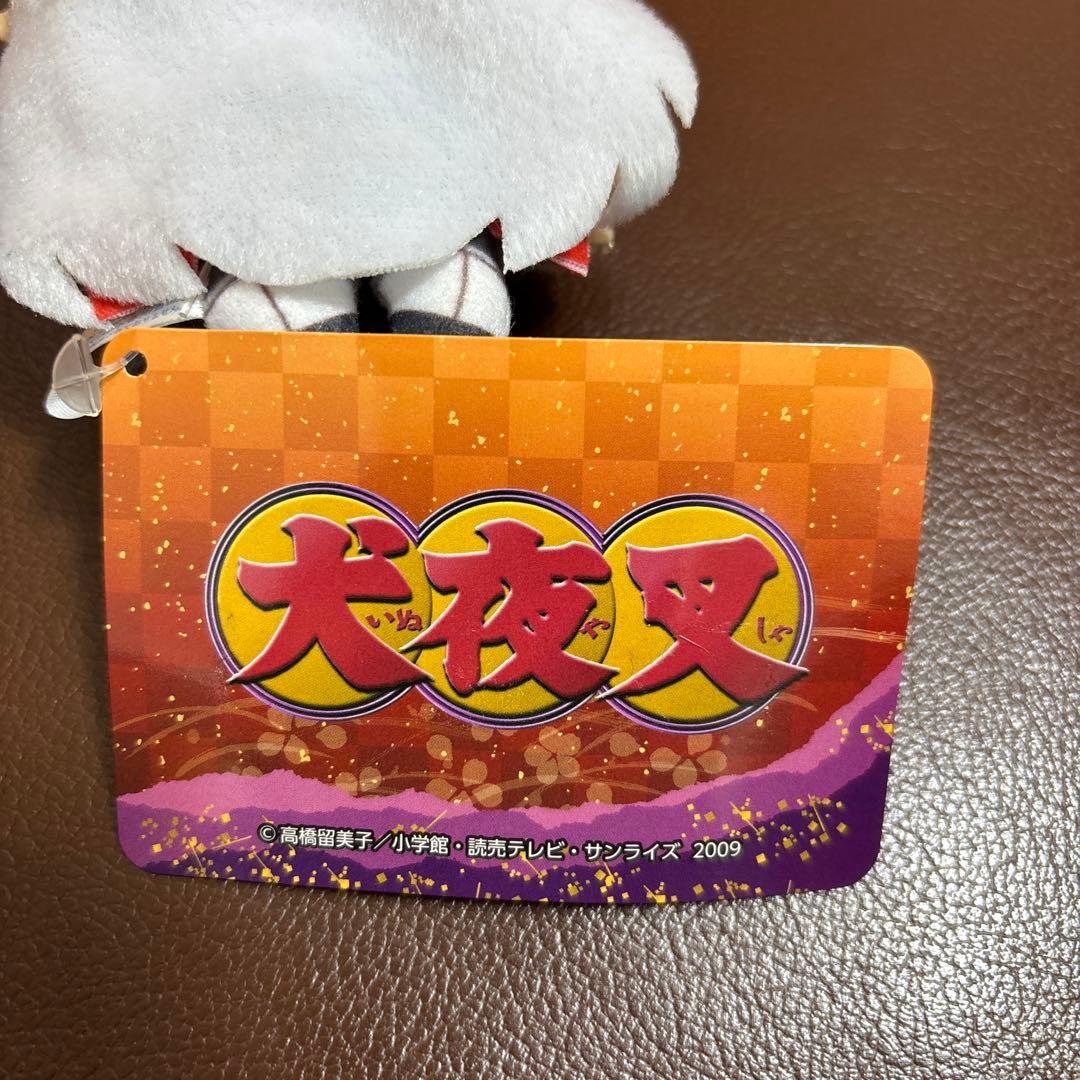 犬夜叉
いぬ や しゃ
© 高橋留美子／小学館・読売テレビ・サンライズ 2009